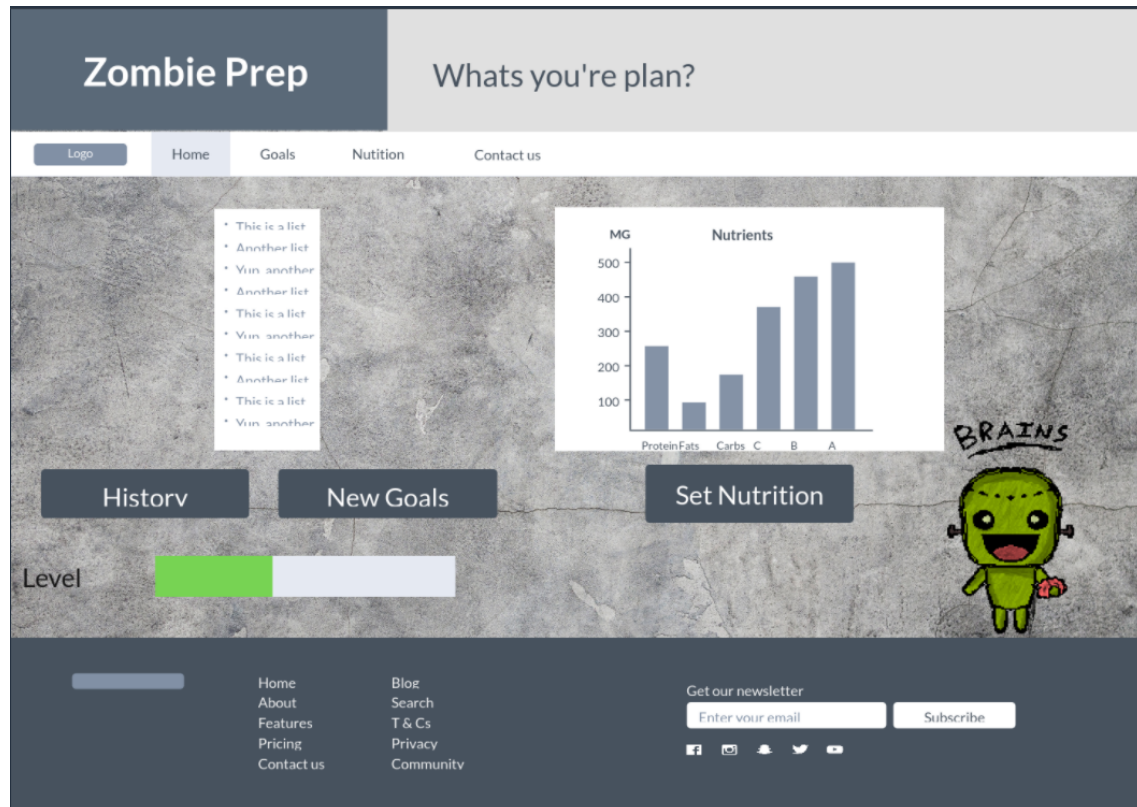 Zombie Prep
Whats you're plan?
Logo
Home
Goals
Nutition
Contact us
This is a list
Another list
Yup, another
Another list
This is a list
Yup, another
This is a list
Another list
This is a list
Yup, another
MG
Nutrients
500
400
300
200
100
Protein Fats Carbs C B A
BRAINS
History
New Goals
Set Nutrition
Level
Home
About
Features
Pricing
Contact us
Blog
Search
T & Cs
Privacy
Community
Get our newsletter
Enter your email
Subscribe